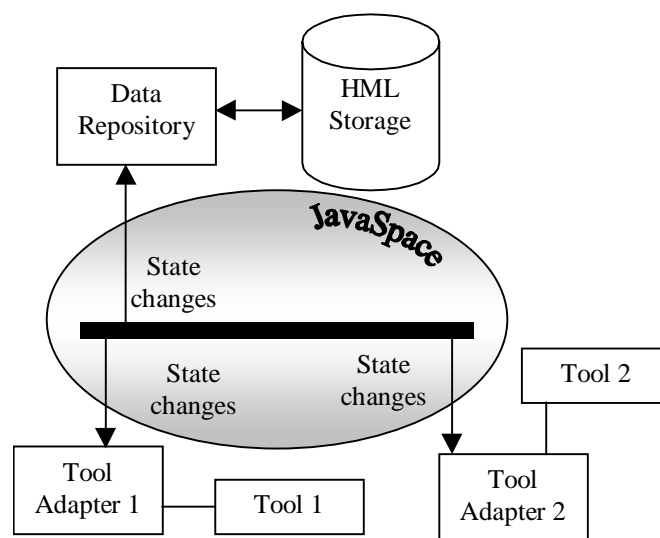 Data
Repository
HML
Storage
JavaSpace
State
changes
State
changes
State
changes
Tool 2
Tool
Adapter 1
Tool 1
Tool
Adapter 2